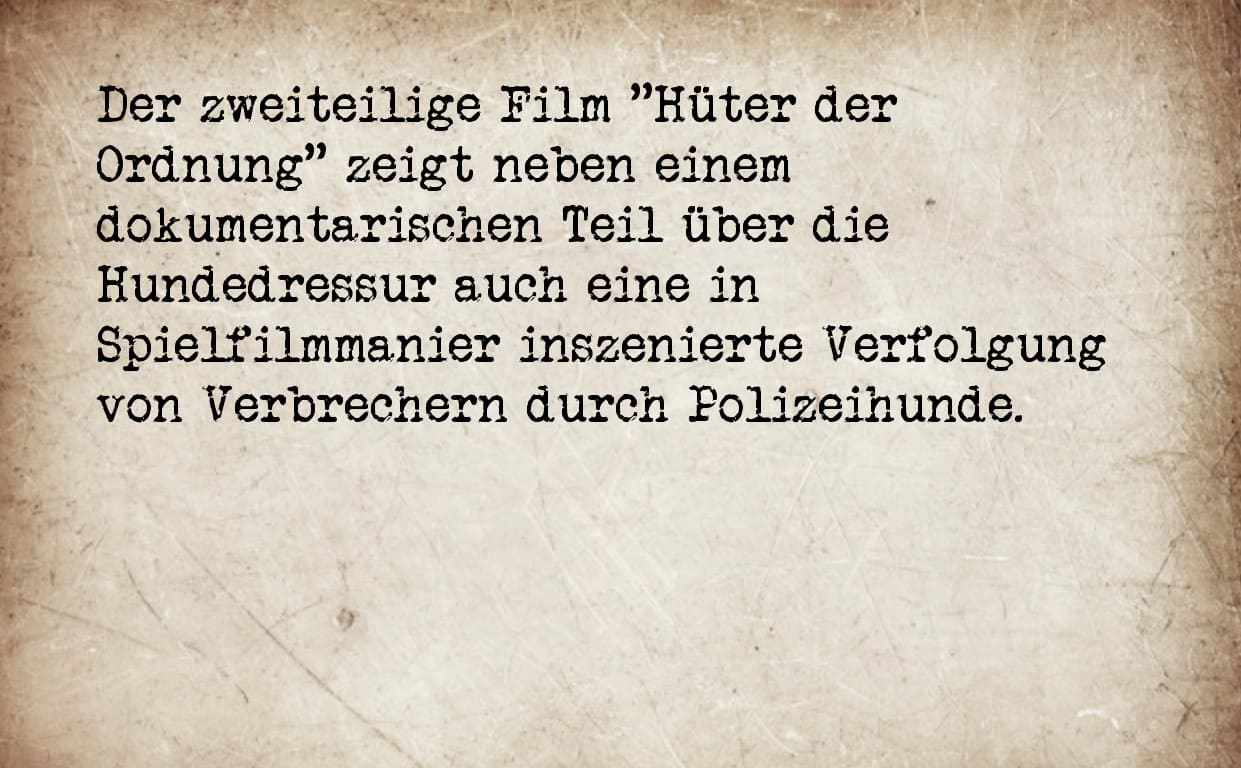 Der zweiteilige Film "Hüter der
Ordnung" zeigt neben einem
dokumentarischen Teil über die
Hundedressur auch eine in
Spielfilmmanier inszenierte Verfolgung
von Verbrechern durch Polizeihunde.